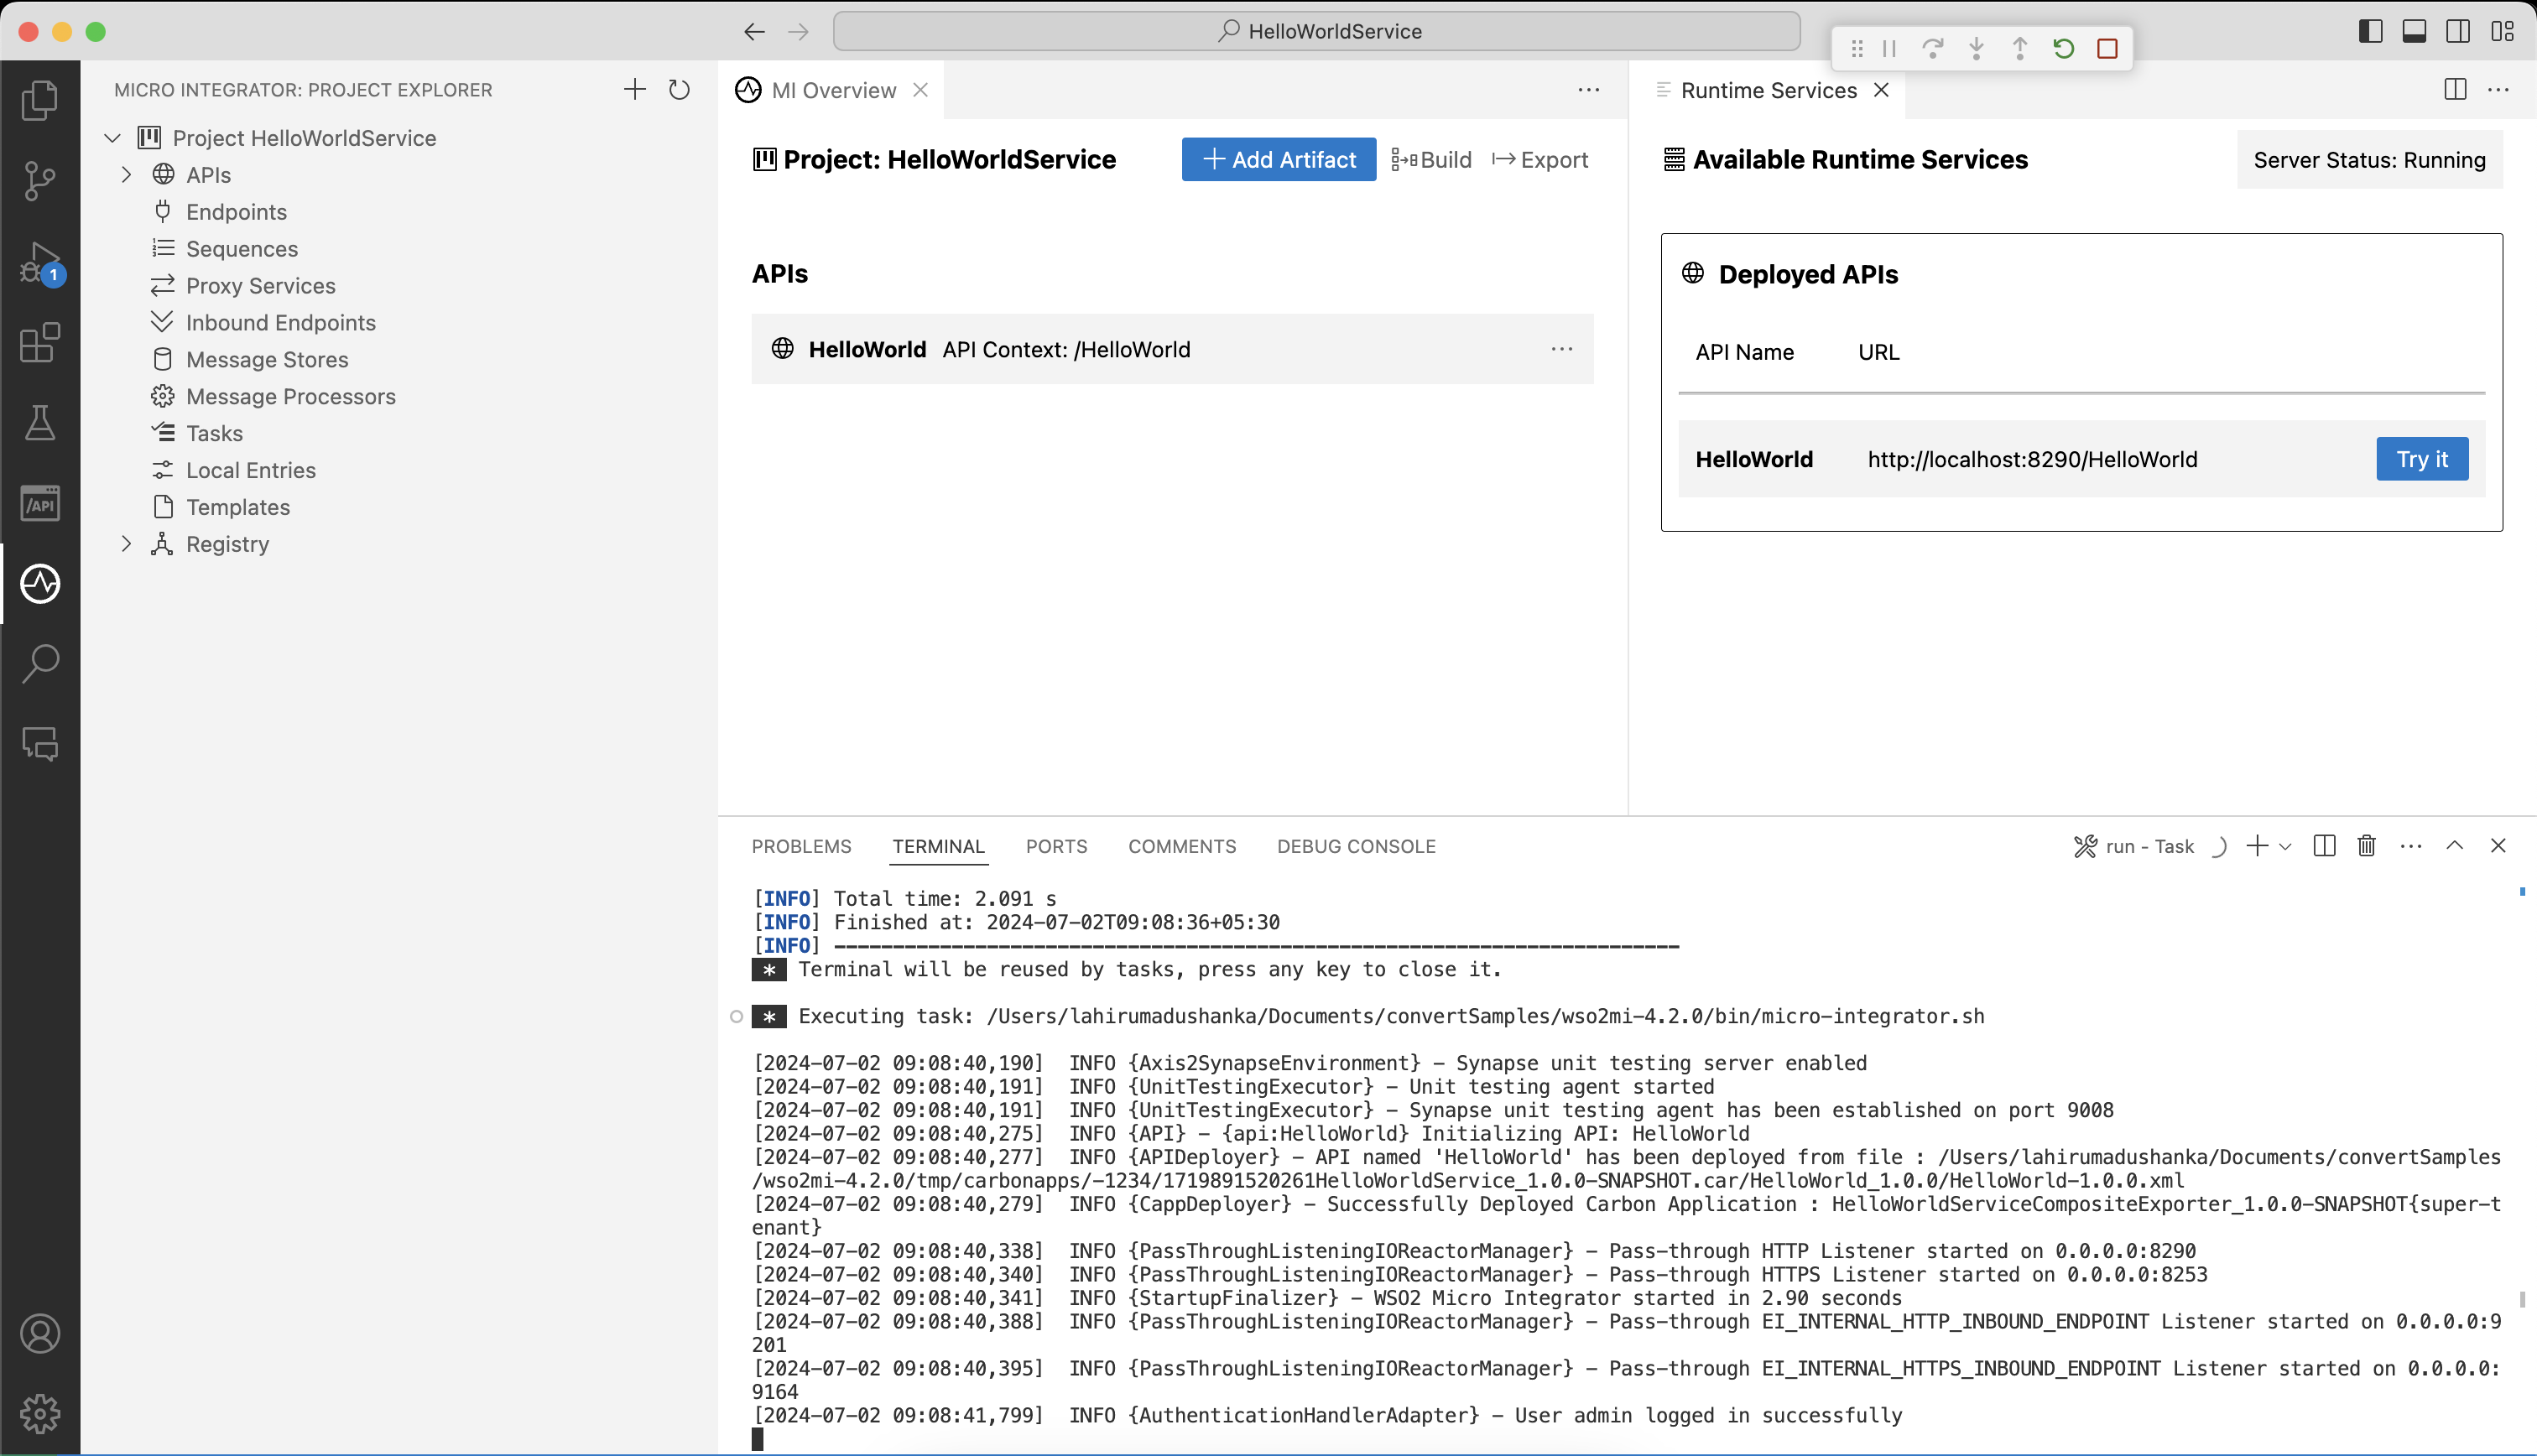 HelloWorldService
MICRO INTEGRATOR: PROJECT EXPLORER
Project HelloWorldService
APIs
Endpoints
Sequences
Proxy Services
Inbound Endpoints
Message Stores
Message Processors
Tasks
Local Entries
Templates
Registry
1
/API
MI Overview
Project: HelloWorldService
Add Artifact
Build
Export
APIs
HelloWorld API Context: /HelloWorld
Runtime Services
Available Runtime Services
Server Status: Running
Deployed APIs
API Name URL
HelloWorld http://localhost:8290/HelloWorld Try it
PROBLEMS TERMINAL PORTS COMMENTS DEBUG CONSOLE
run - Task
[INFO] Total time: 2.091 s
[INFO] Finished at: 2024-07-02T09:08:36+05:30
[INFO] ------------------------------------------------------------------------
* Terminal will be reused by tasks, press any key to close it.
* Executing task: /Users/lahirumadushanka/Documents/convertSamples/wso2mi-4.2.0/bin/micro-integrator.sh
[2024-07-02 09:08:40,190] INFO {Axis2SynapseEnvironment} - Synapse unit testing server enabled
[2024-07-02 09:08:40,191] INFO {UnitTestingExecutor} - Unit testing agent started
[2024-07-02 09:08:40,191] INFO {UnitTestingExecutor} - Synapse unit testing agent has been established on port 9008
[2024-07-02 09:08:40,275] INFO {API} - {api:HelloWorld} Initializing API: HelloWorld
[2024-07-02 09:08:40,277] INFO {APIDeployer} - API named 'HelloWorld' has been deployed from file : /Users/lahirumadushanka/Documents/convertSamples
/wso2mi-4.2.0/tmp/carbonapps/-1234/1719891520261HelloWorldService_1.0.0-SNAPSHOT.car/HelloWorld_1.0.0/HelloWorld-1.0.0.xml
[2024-07-02 09:08:40,279] INFO {CappDeployer} - Successfully Deployed Carbon Application : HelloWorldServiceCompositeExporter_1.0.0-SNAPSHOT{super-t
enant}
[2024-07-02 09:08:40,338] INFO {PassThroughListeningIOReactorManager} - Pass-through HTTP Listener started on 0.0.0.0:8290
[2024-07-02 09:08:40,340] INFO {PassThroughListeningIOReactorManager} - Pass-through HTTPS Listener started on 0.0.0.0:8253
[2024-07-02 09:08:40,341] INFO {StartupFinalizer} - WSO2 Micro Integrator started in 2.90 seconds
[2024-07-02 09:08:40,388] INFO {PassThroughListeningIOReactorManager} - Pass-through EI_INTERNAL_HTTP_INBOUND_ENDPOINT Listener started on 0.0.0.0:9
201
[2024-07-02 09:08:40,395] INFO {PassThroughListeningIOReactorManager} - Pass-through EI_INTERNAL_HTTPS_INBOUND_ENDPOINT Listener started on 0.0.0.0:
9164
[2024-07-02 09:08:41,799] INFO {AuthenticationHandlerAdapter} - User admin logged in successfully